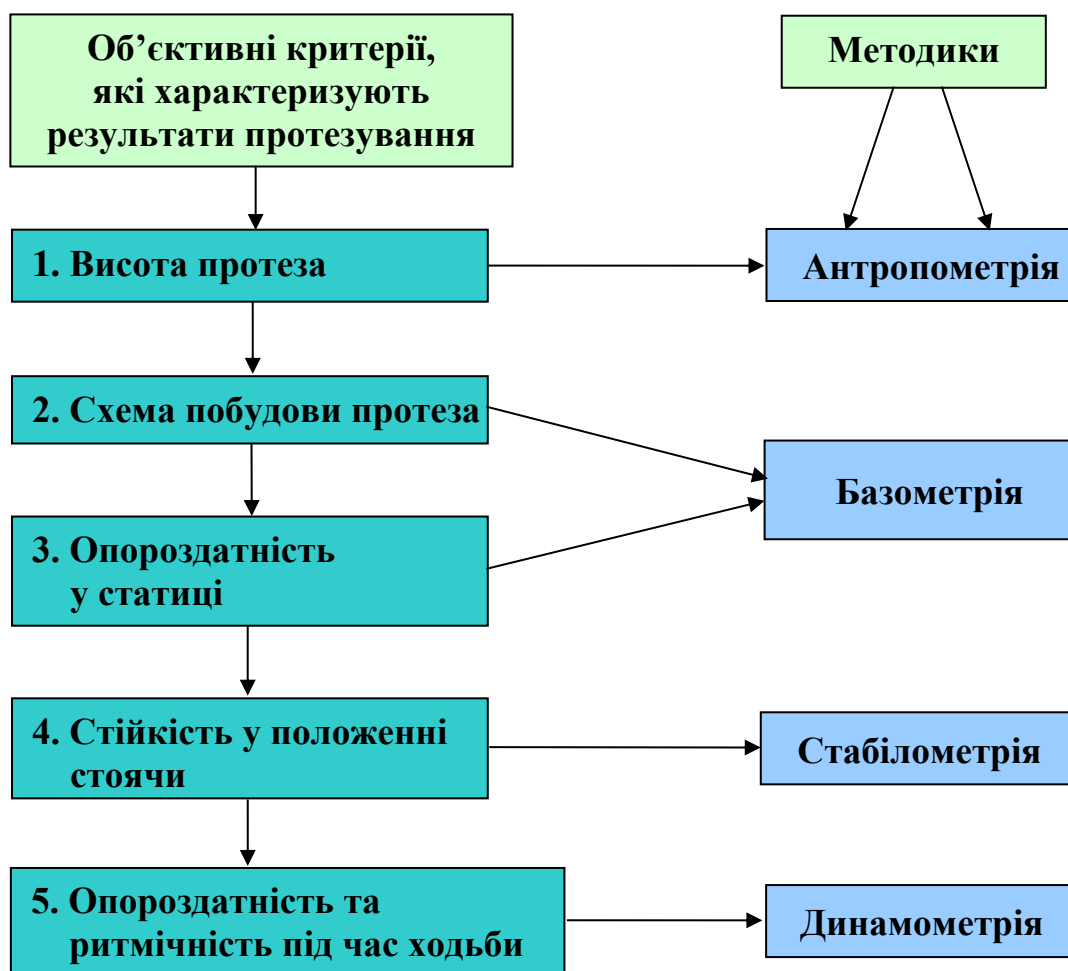 Об’єктивні критерії,
які характеризують
результати протезування
Методики
1. Висота протеза
Антропометрія
2. Схема побудови протеза
Базометрія
3. Опороздатність
у статиці
4. Стійкість у положенні
стоячи
Стабілометрія
5. Опороздатність та
ритмічність під час ходьби
Динамометрія